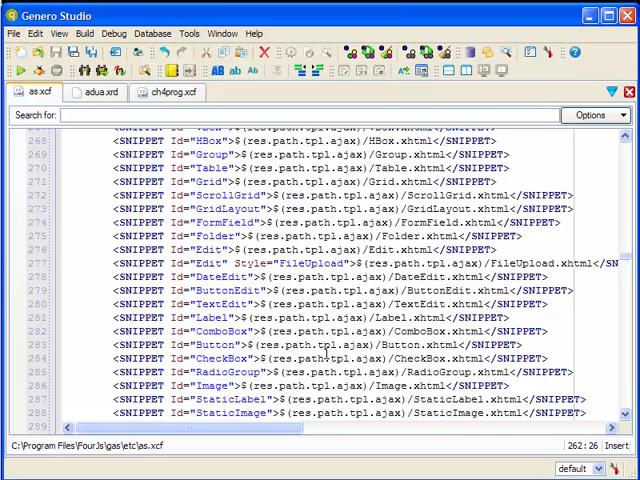 Genero Studio
File Edit View Build Debug Database Tools Window Help
as.xcf adua.xrd ch4prog.xcf
Search for: Options
268 <SNIPPET Id="HBox">$(res.path.tpl.ajax)/HBox.xhtml</SNIPPET>
269 <SNIPPET Id="Group">$(res.path.tpl.ajax)/Group.xhtml</SNIPPET>
270 <SNIPPET Id="Table">$(res.path.tpl.ajax)/Table.xhtml</SNIPPET>
271 <SNIPPET Id="Grid">$(res.path.tpl.ajax)/Grid.xhtml</SNIPPET>
272 <SNIPPET Id="ScrollGrid">$(res.path.tpl.ajax)/ScrollGrid.xhtml</SNIPPET>
273 <SNIPPET Id="GridLayout">$(res.path.tpl.ajax)/GridLayout.xhtml</SNIPPET>
274 <SNIPPET Id="FormField">$(res.path.tpl.ajax)/FormField.xhtml</SNIPPET>
275 <SNIPPET Id="Folder">$(res.path.tpl.ajax)/Folder.xhtml</SNIPPET>
276 <SNIPPET Id="Edit">$(res.path.tpl.ajax)/Edit.xhtml</SNIPPET>
277 <SNIPPET Id="Edit" Style="FileUpload">$(res.path.tpl.ajax)/FileUpload.xhtml</SN
278 <SNIPPET Id="DateEdit">$(res.path.tpl.ajax)/DateEdit.xhtml</SNIPPET>
279 <SNIPPET Id="ButtonEdit">$(res.path.tpl.ajax)/ButtonEdit.xhtml</SNIPPET>
280 <SNIPPET Id="TextEdit">$(res.path.tpl.ajax)/TextEdit.xhtml</SNIPPET>
281 <SNIPPET Id="Label">$(res.path.tpl.ajax)/Label.xhtml</SNIPPET>
282 <SNIPPET Id="ComboBox">$(res.path.tpl.ajax)/ComboBox.xhtml</SNIPPET>
283 <SNIPPET Id="Button">$(res.path.tpl.ajax)/Button.xhtml</SNIPPET>
284 <SNIPPET Id="CheckBox">$(res.path.tpl.ajax)/CheckBox.xhtml</SNIPPET>
285 <SNIPPET Id="RadioGroup">$(res.path.tpl.ajax)/RadioGroup.xhtml</SNIPPET>
286 <SNIPPET Id="Image">$(res.path.tpl.ajax)/Image.xhtml</SNIPPET>
287 <SNIPPET Id="StaticLabel">$(res.path.tpl.ajax)/StaticLabel.xhtml</SNIPPET>
288 <SNIPPET Id="StaticImage">$(res.path.tpl.ajax)/StaticImage.xhtml</SNIPPET>
289
C:\Program Files\FourJs\gas\etc\as.xcf 262:26 Insert
default